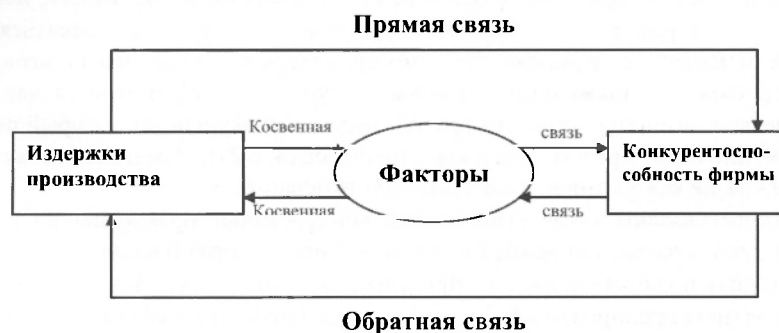 Прямая связь
Косвенная
связь
Издержки
производства
Факторы
Конкурентоспо-
собность фирмы
Косвенная
связь
Обратная связь